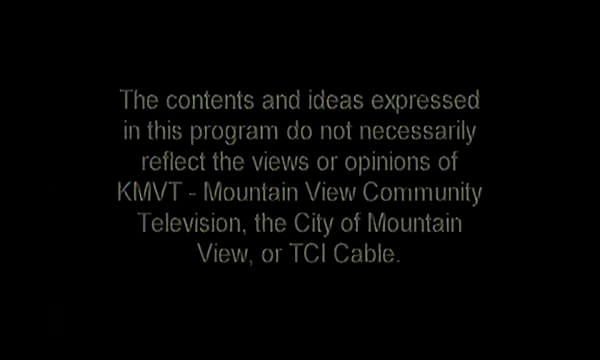 The contents and ideas expressed
in this program do not necessarily
reflect the views or opinions of
KMVT - Mountain View Community
Television, the City of Mountain
View, or TCI Cable.